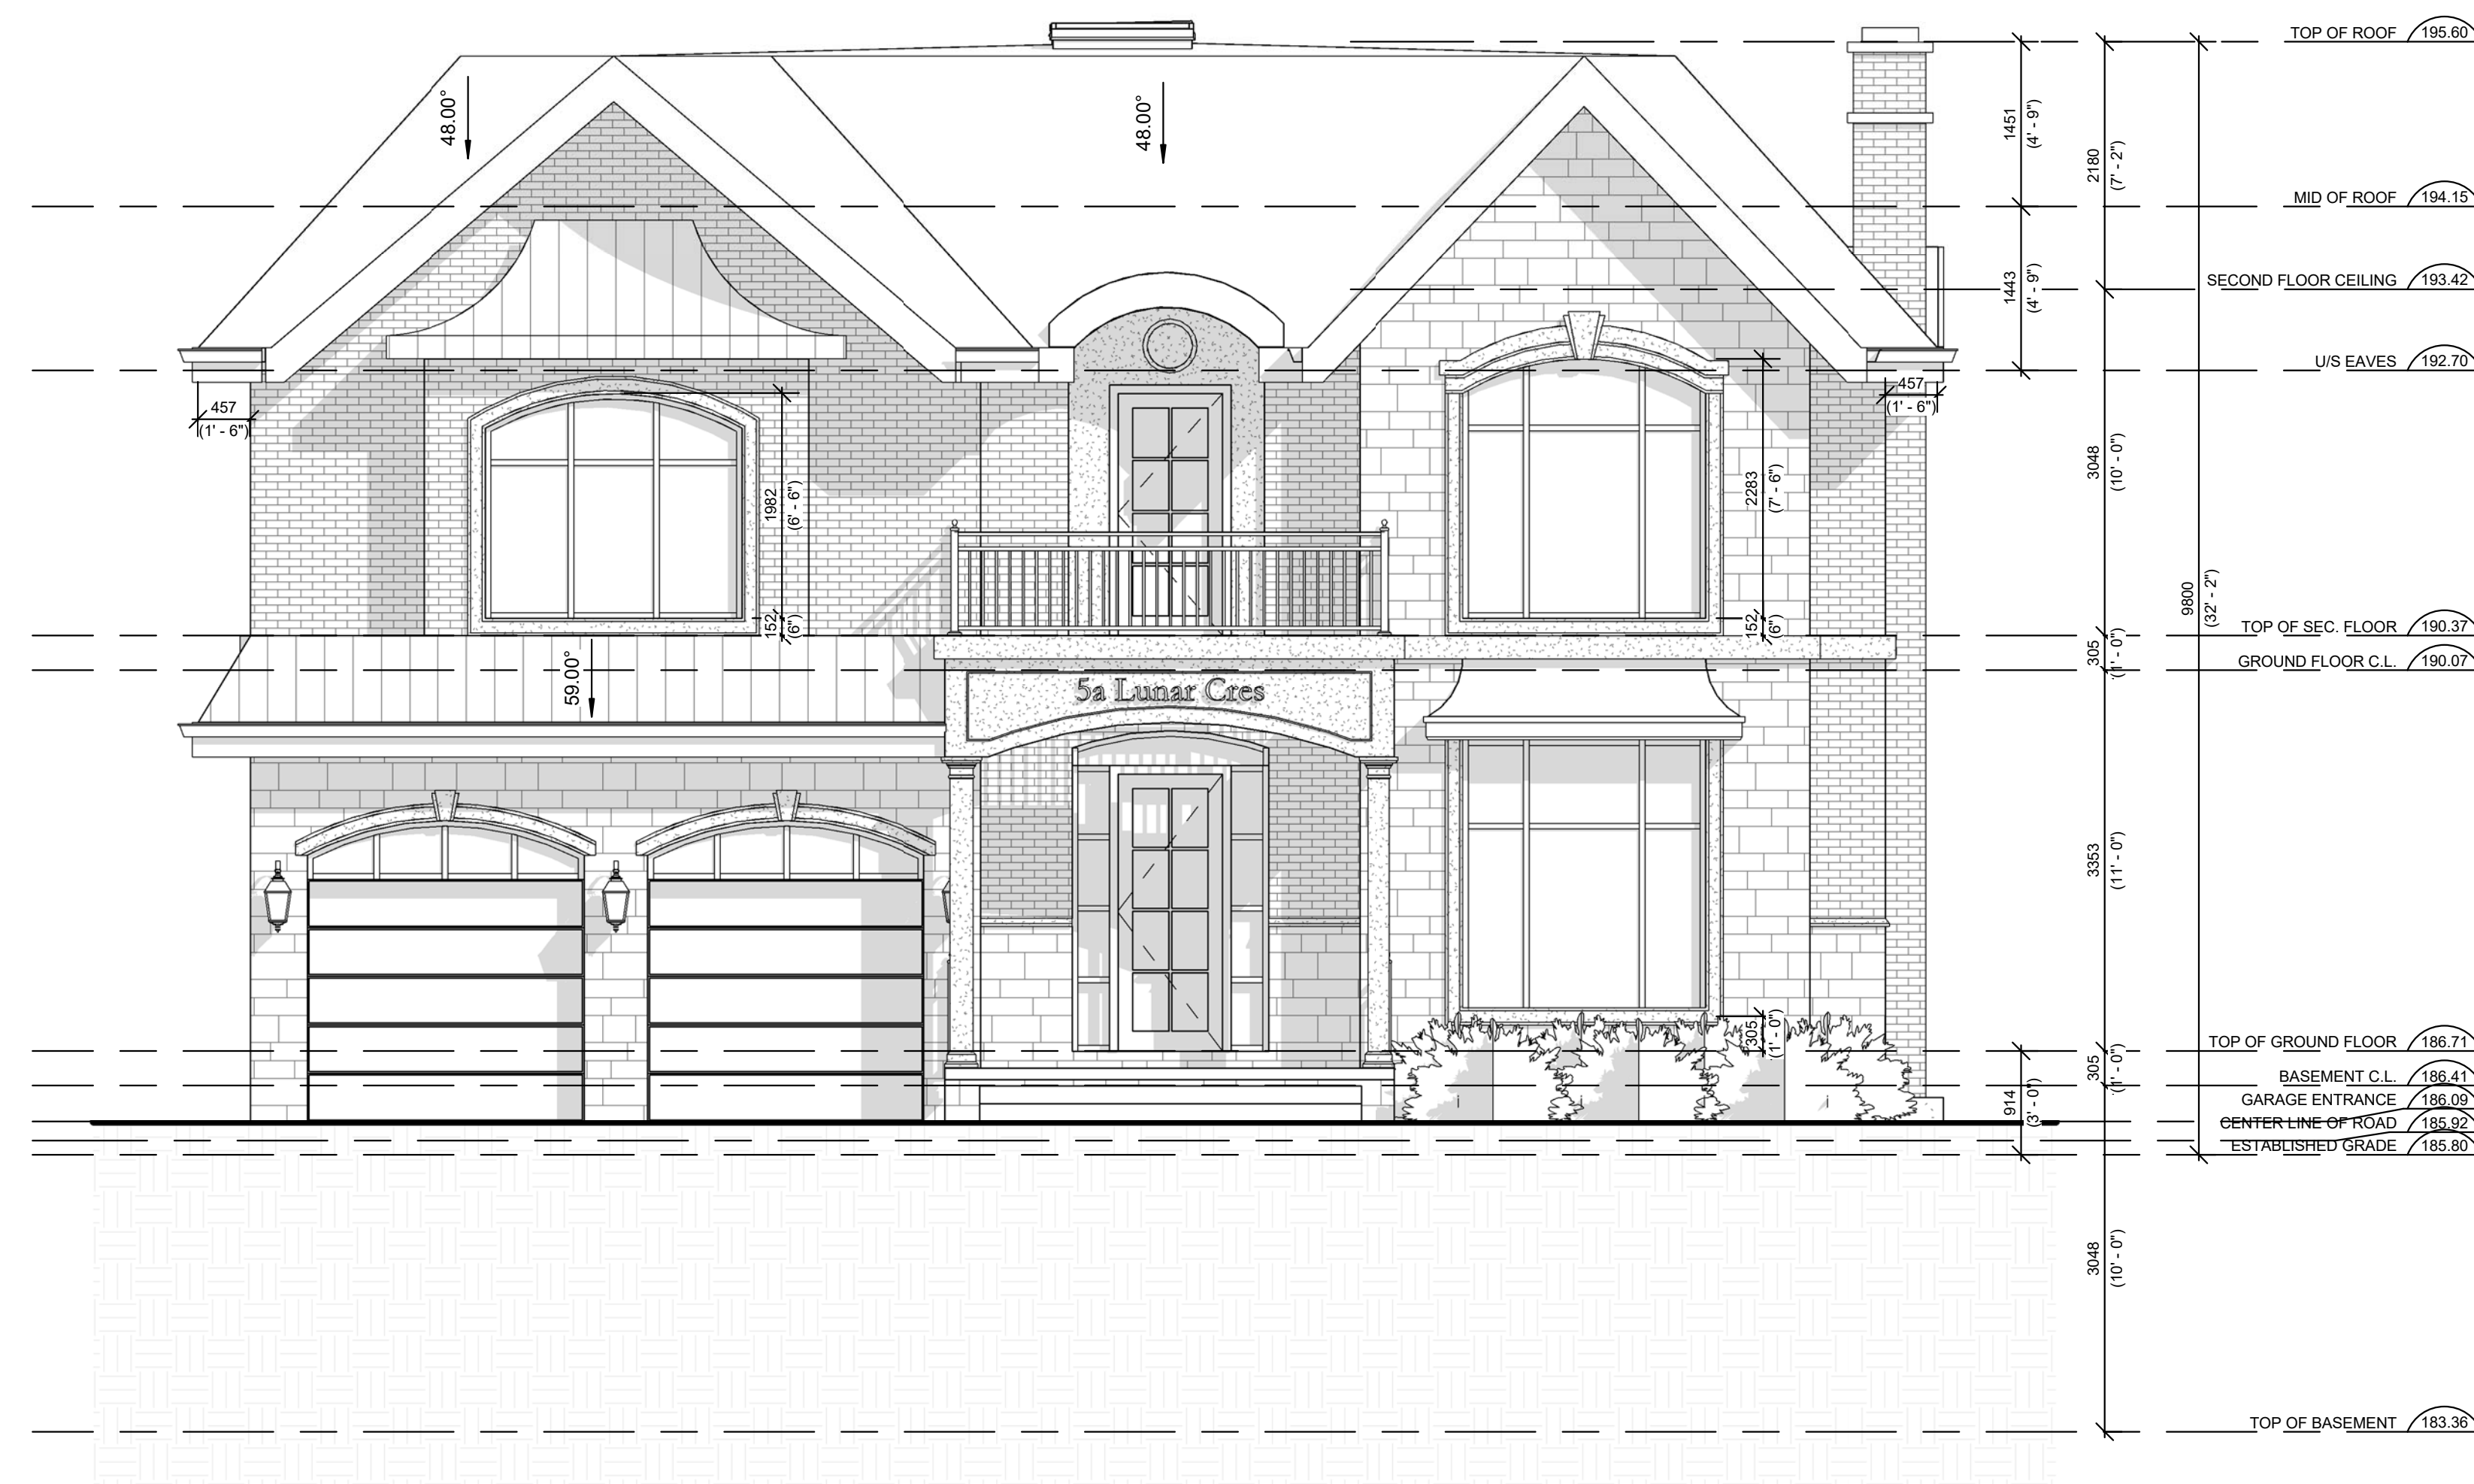 TOP OF ROOF 195.60
48.00°
48.00°
1451
(4' - 9")
2180
(7' - 2")
MID OF ROOF 194.15
1443
(4' - 9")
SECOND FLOOR CEILING 193.42
U/S EAVES 192.70
457
(1' - 6")
457
(1' - 6")
1982
(6' - 6")
2283
(7' - 6")
3048
(10' - 0")
9800
(32' - 2")
152
(6")
152
(6")
TOP OF SEC. FLOOR 190.37
305
(1' - 0")
GROUND FLOOR C.L. 190.07
59.00°
5a Lunar Cres
3353
(11' - 0")
305
(1' - 0")
TOP OF GROUND FLOOR 186.71
305
(1' - 0")
BASEMENT C.L. 186.41
914
(3' - 0")
GARAGE ENTRANCE 186.09
CENTER LINE OF ROAD 185.92
ESTABLISHED GRADE 185.80
3048
(10' - 0")
TOP OF BASEMENT 183.36